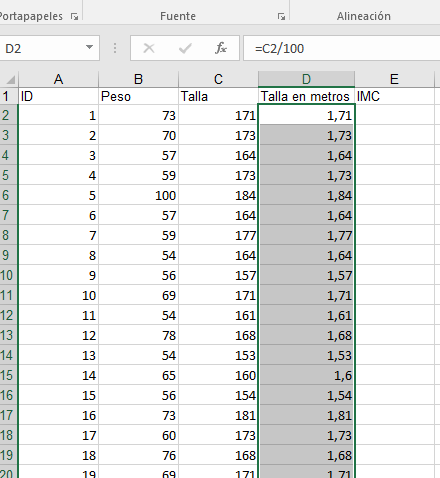 Portapapeles Fuente Alineación
D2 fx =C2/100
A B C D E
1 ID Peso Talla Talla en metros IMC
2 1 73 171 1,71
3 2 70 173 1,73
4 3 57 164 1,64
5 4 59 173 1,73
6 5 100 184 1,84
7 6 57 164 1,64
8 7 59 177 1,77
9 8 54 164 1,64
10 9 56 157 1,57
11 10 69 171 1,71
12 11 54 161 1,61
13 12 78 168 1,68
14 13 54 153 1,53
15 14 65 160 1,6
16 15 56 154 1,54
17 16 73 181 1,81
18 17 60 173 1,73
19 18 76 168 1,68
20 19 69 171 1,71